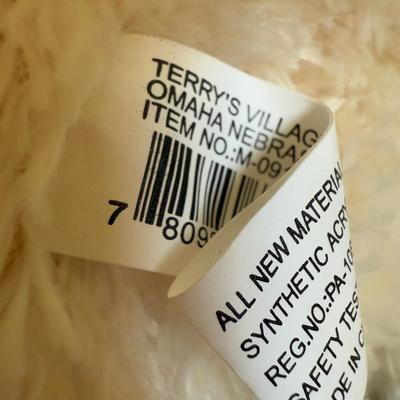 TERRY'S VILLAG
OMAHA NEBRA
ITEM NO.:M-091
7 809
ALL NEW MATERIAL
SYNTHETIC ACRY
REG.NO.:PA-10
SAFETY TES
DE IN C